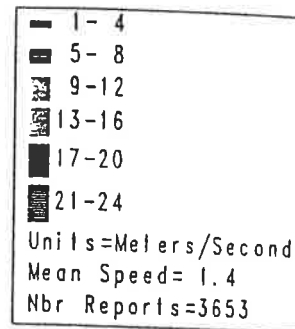 1- 4
5- 8
9-12
13-16
17-20
21-24
Units=Meters/Second
Mean Speed= 1.4
Nbr Reports=3653